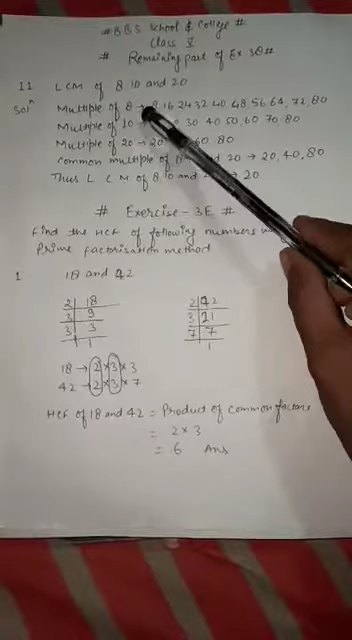 # BBS School & College #
Class V
# Remaining part of Ex 3D #
11 LCM of 8 10 and 20
Soln Multiple of 8 → 8 16 24 32 40 48, 56 64, 72, 80
Multiple of 10 30 40 50, 60 70 80
Multiple of 20 → 20 60 80
Common multiple of 20 → 20, 40, 80
Thus L C M of 8, 10 and → 20
# Exercise - 3E #
Find the HCF of following numbers
Prime factorisation method
1 18 and 42
2 18 2 42
3 9 3 21
3 3 7 7
1 1
18 → 2 × 3 × 3
42 → 2 × 3 × 7
HCF of 18 and 42 = Product of common factors
= 2 × 3
= 6 Ans